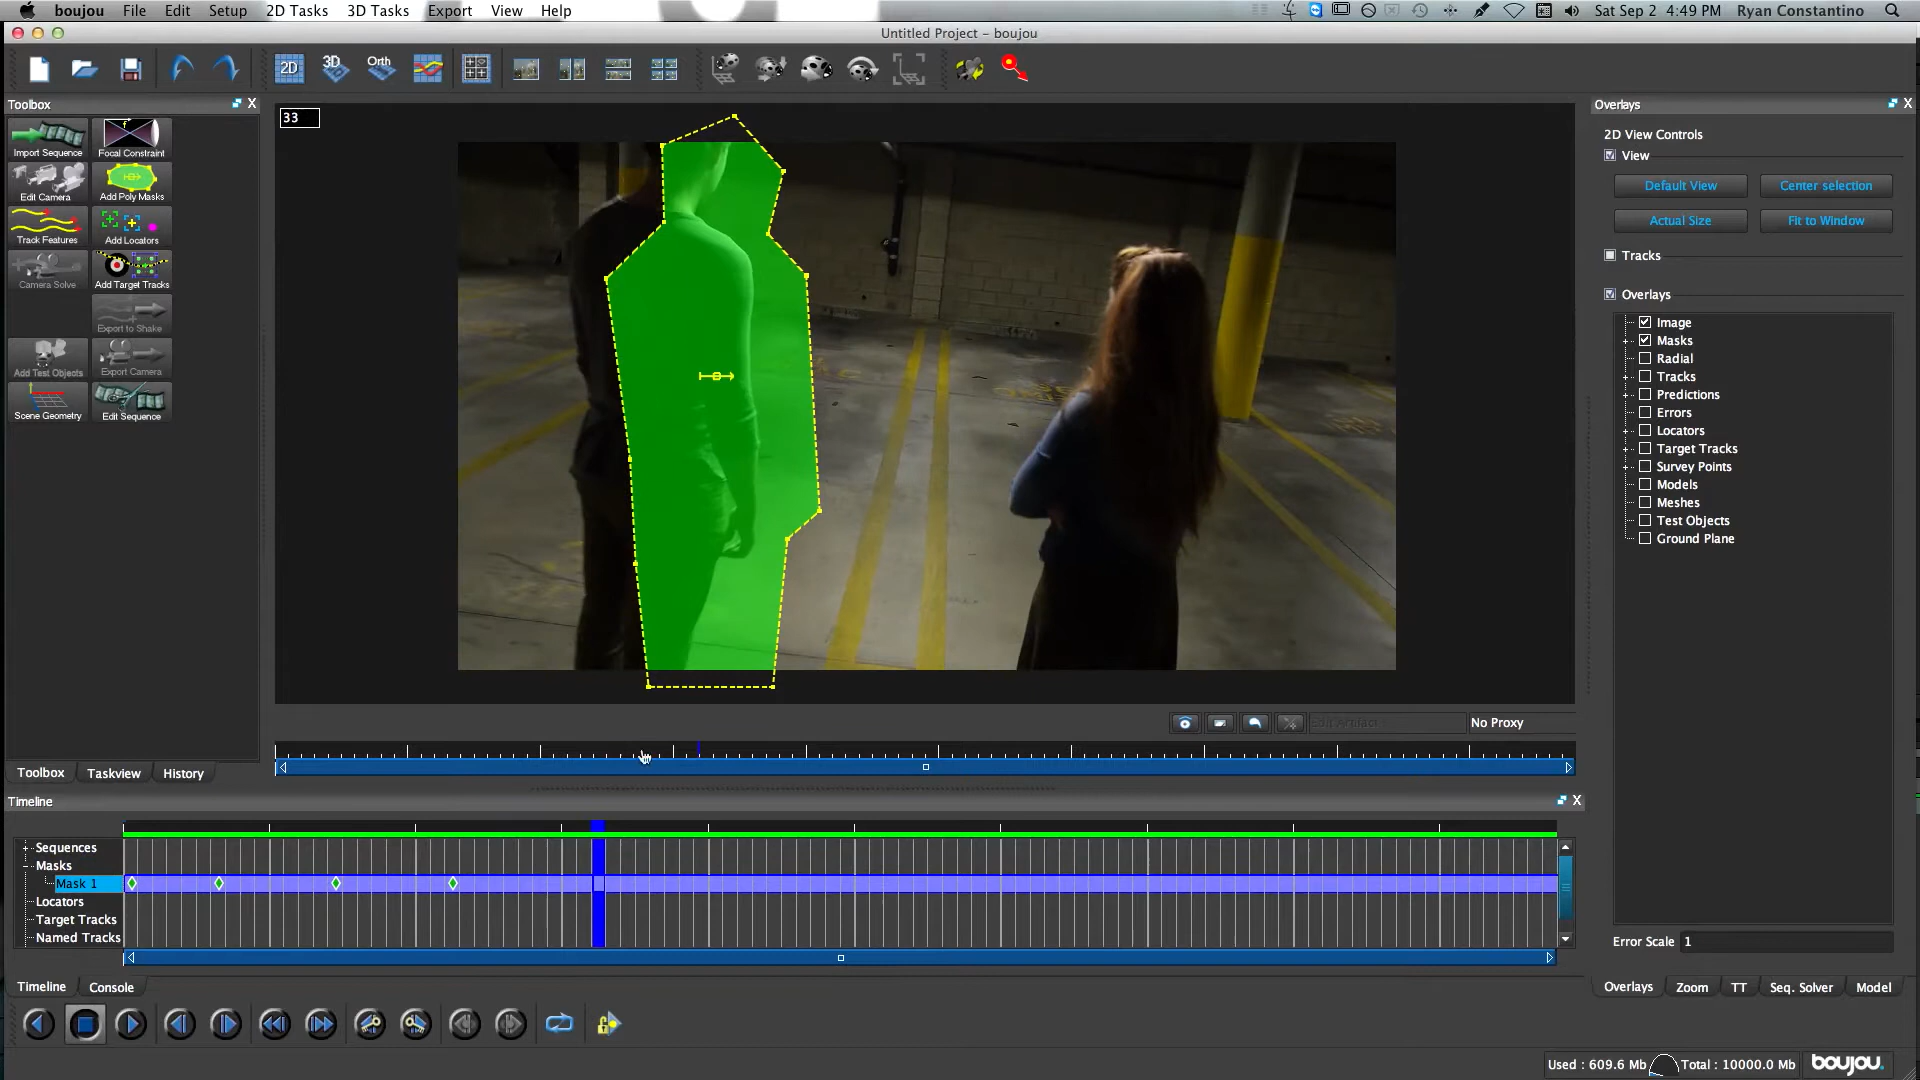 boujou File Edit Setup 2D Tasks 3D Tasks Export View Help Sat Sep 2 4:49 PM Ryan Constantino
Untitled Project – boujou
2D 3D Orth
Toolbox X
Import Sequence Focal Constraint
Edit Camera Add Poly Masks
Track Features Add Locators
Camera Solve Add Target Tracks
Export to Shake
Add Test Objects Export Camera
Scene Geometry Edit Sequence
Toolbox Taskview History
33
Edit Artifact No Proxy
Overlays X
2D View Controls
View
Default View Center selection
Actual Size Fit to Window
Tracks
Overlays
Image
Masks
Radial
Tracks
Predictions
Errors
Locators
Target Tracks
Survey Points
Models
Meshes
Test Objects
Ground Plane
Error Scale 1
Overlays Zoom TT Seq. Solver Model
Timeline X
Sequences
Masks
Mask 1
Locators
Target Tracks
Named Tracks
Timeline Console
Used : 609.6 Mb Total : 10000.0 Mb boujou